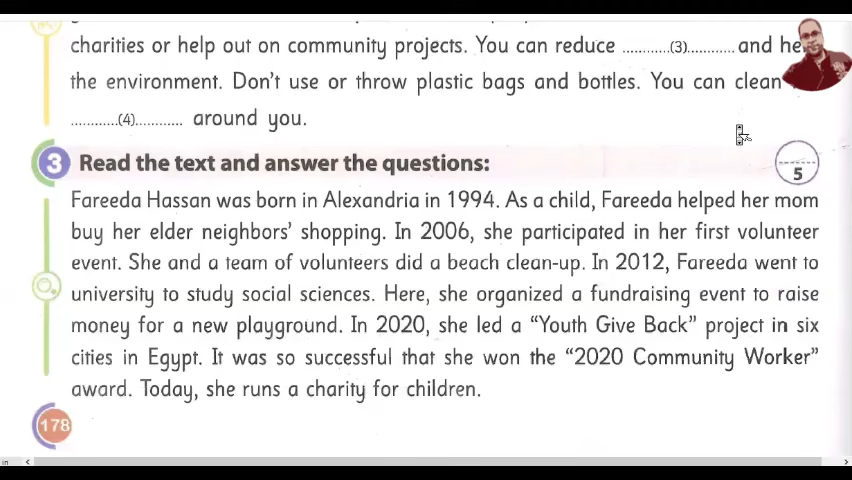 charities or help out on community projects. You can reduce ............(3)............ and he
the environment. Don't use or throw plastic bags and bottles. You can clean
............(4)............ around you.
3 Read the text and answer the questions:
5
Fareeda Hassan was born in Alexandria in 1994. As a child, Fareeda helped her mom
buy her elder neighbors' shopping. In 2006, she participated in her first volunteer
event. She and a team of volunteers did a beach clean-up. In 2012, Fareeda went to
university to study social sciences. Here, she organized a fundraising event to raise
money for a new playground. In 2020, she led a "Youth Give Back" project in six
cities in Egypt. It was so successful that she won the "2020 Community Worker"
award. Today, she runs a charity for children.
178
in